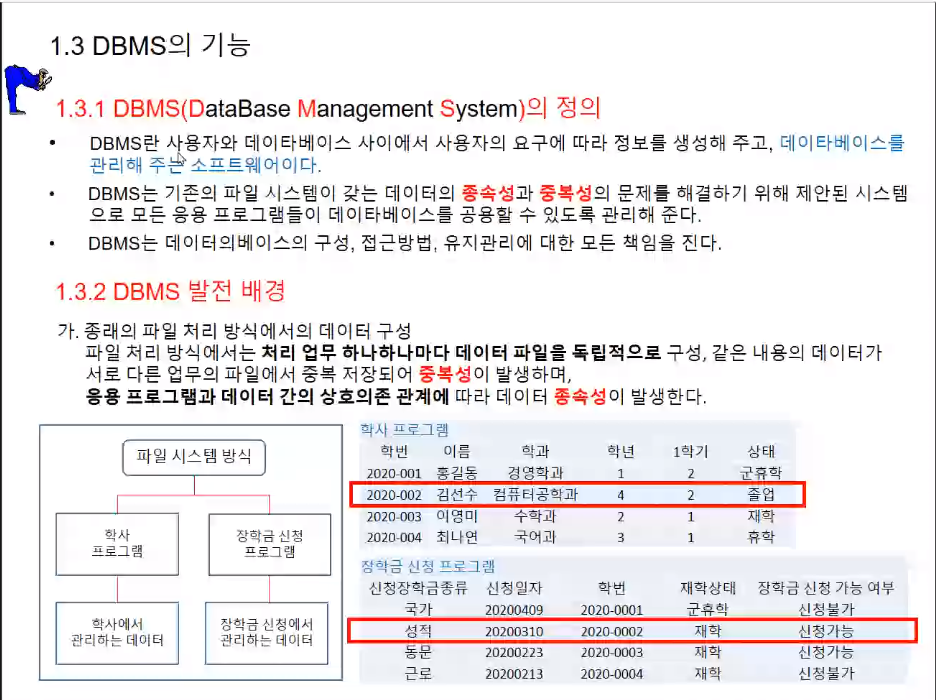 1.3 DBMS의 기능
1.3.1 DBMS(DataBase Management System)의 정의
• DBMS란 사용자와 데이타베이스 사이에서 사용자의 요구에 따라 정보를 생성해 주고, 데이타베이스를
관리해 주는 소프트웨어이다.
• DBMS는 기존의 파일 시스템이 갖는 데이터의 종속성과 중복성의 문제를 해결하기 위해 제안된 시스템
으로 모든 응용 프로그램들이 데이타베이스를 공용할 수 있도록 관리해 준다.
• DBMS는 데이터의베이스의 구성, 접근방법, 유지관리에 대한 모든 책임을 진다.
1.3.2 DBMS 발전 배경
가. 종래의 파일 처리 방식에서의 데이터 구성
파일 처리 방식에서는 처리 업무 하나하나마다 데이터 파일을 독립적으로 구성, 같은 내용의 데이터가
서로 다른 업무의 파일에서 중복 저장되어 중복성이 발생하며,
응용 프로그램과 데이터 간의 상호의존 관계에 따라 데이터 종속성이 발생한다.
파일 시스템 방식
학사
프로그램
장학금 신청
프로그램
학사에서
관리하는 데이터
장학금 신청에서
관리하는 데이터
학사 프로그램
학번 이름 학과 학년 1학기 상태
2020-001 홍길동 경영학과 1 2 군휴학
2020-002 김선수 컴퓨터공학과 4 2 졸업
2020-003 이영미 수학과 2 1 재학
2020-004 최나연 국어과 3 1 휴학
장학금 신청 프로그램
신청장학금종류 신청일자 학번 재학상태 장학금 신청 가능 여부
국가 20200409 2020-0001 군휴학 신청불가
성적 20200310 2020-0002 재학 신청가능
동문 20200223 2020-0003 재학 신청가능
근로 20200213 2020-0004 재학 신청불가